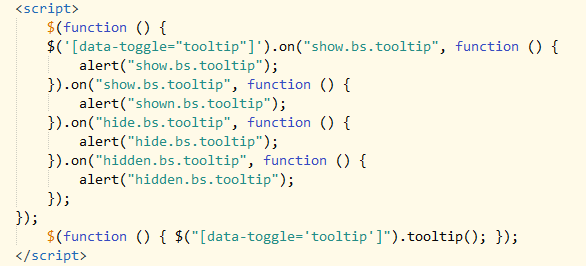 <script>
$(function () {
$('[data-toggle="tooltip"]').on("show.bs.tooltip", function () {
alert("show.bs.tooltip");
}).on("show.bs.tooltip", function () {
alert("shown.bs.tooltip");
}).on("hide.bs.tooltip", function () {
alert("hide.bs.tooltip");
}).on("hidden.bs.tooltip", function () {
alert("hidden.bs.tooltip");
});
});
$(function () { $("[data-toggle='tooltip']").tooltip(); });
</script>